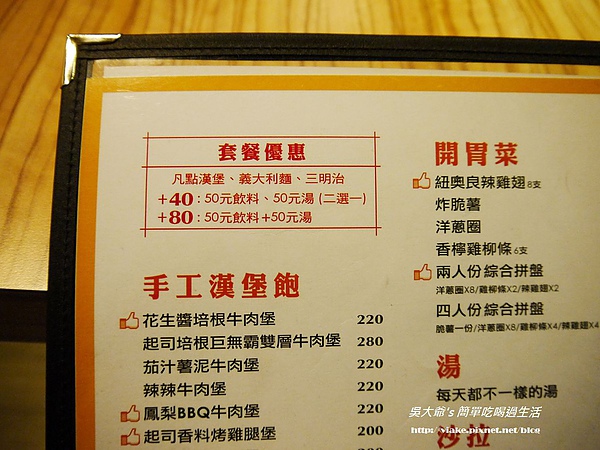 套餐優惠
凡點漢堡、義大利麵、三明治
+40：50元飲料、50元湯 (二選一)
+80：50元飲料+50元湯
手工漢堡飽
花生醬培根牛肉堡 220
起司培根巨無霸雙層牛肉堡 280
茄汁薯泥牛肉堡 220
辣辣牛肉堡 220
鳳梨BBQ牛肉堡 220
起司香料烤雞腿堡 200
開胃菜
紐奧良辣雞翅 8支
炸脆薯
洋蔥圈
香檸雞柳條 6支
兩人份 綜合拼盤
洋蔥圈X8/雞柳條X2/辣雞翅X2
四人份 綜合拼盤
脆薯一份/洋蔥圈X8/雞柳條X4/辣雞翅X4
湯
每天都不一樣的湯
沙拉
吳大爺's 簡單吃喝過生活
http://vlake.pixnet.net/blog